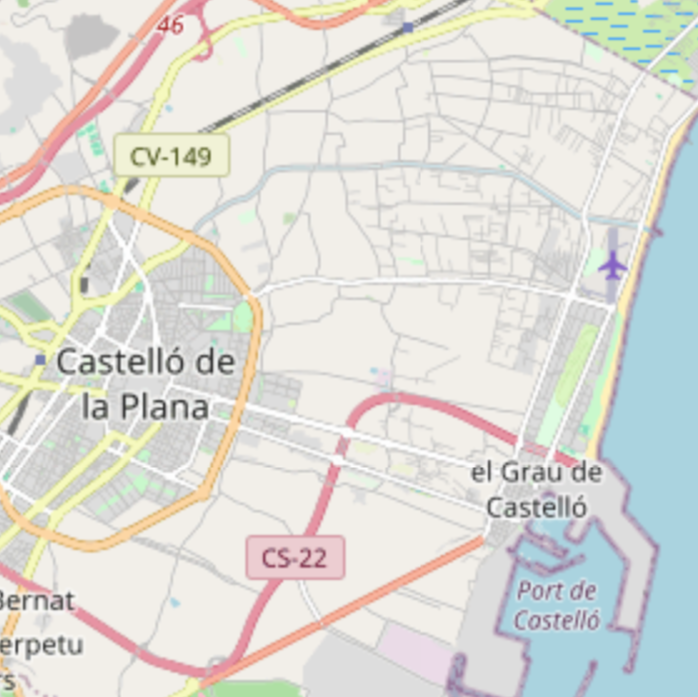 46
CV-149
Castelló de
la Plana
el Grau de
Castelló
CS-22
Port de
Castelló
Bernat
erpetu
rs